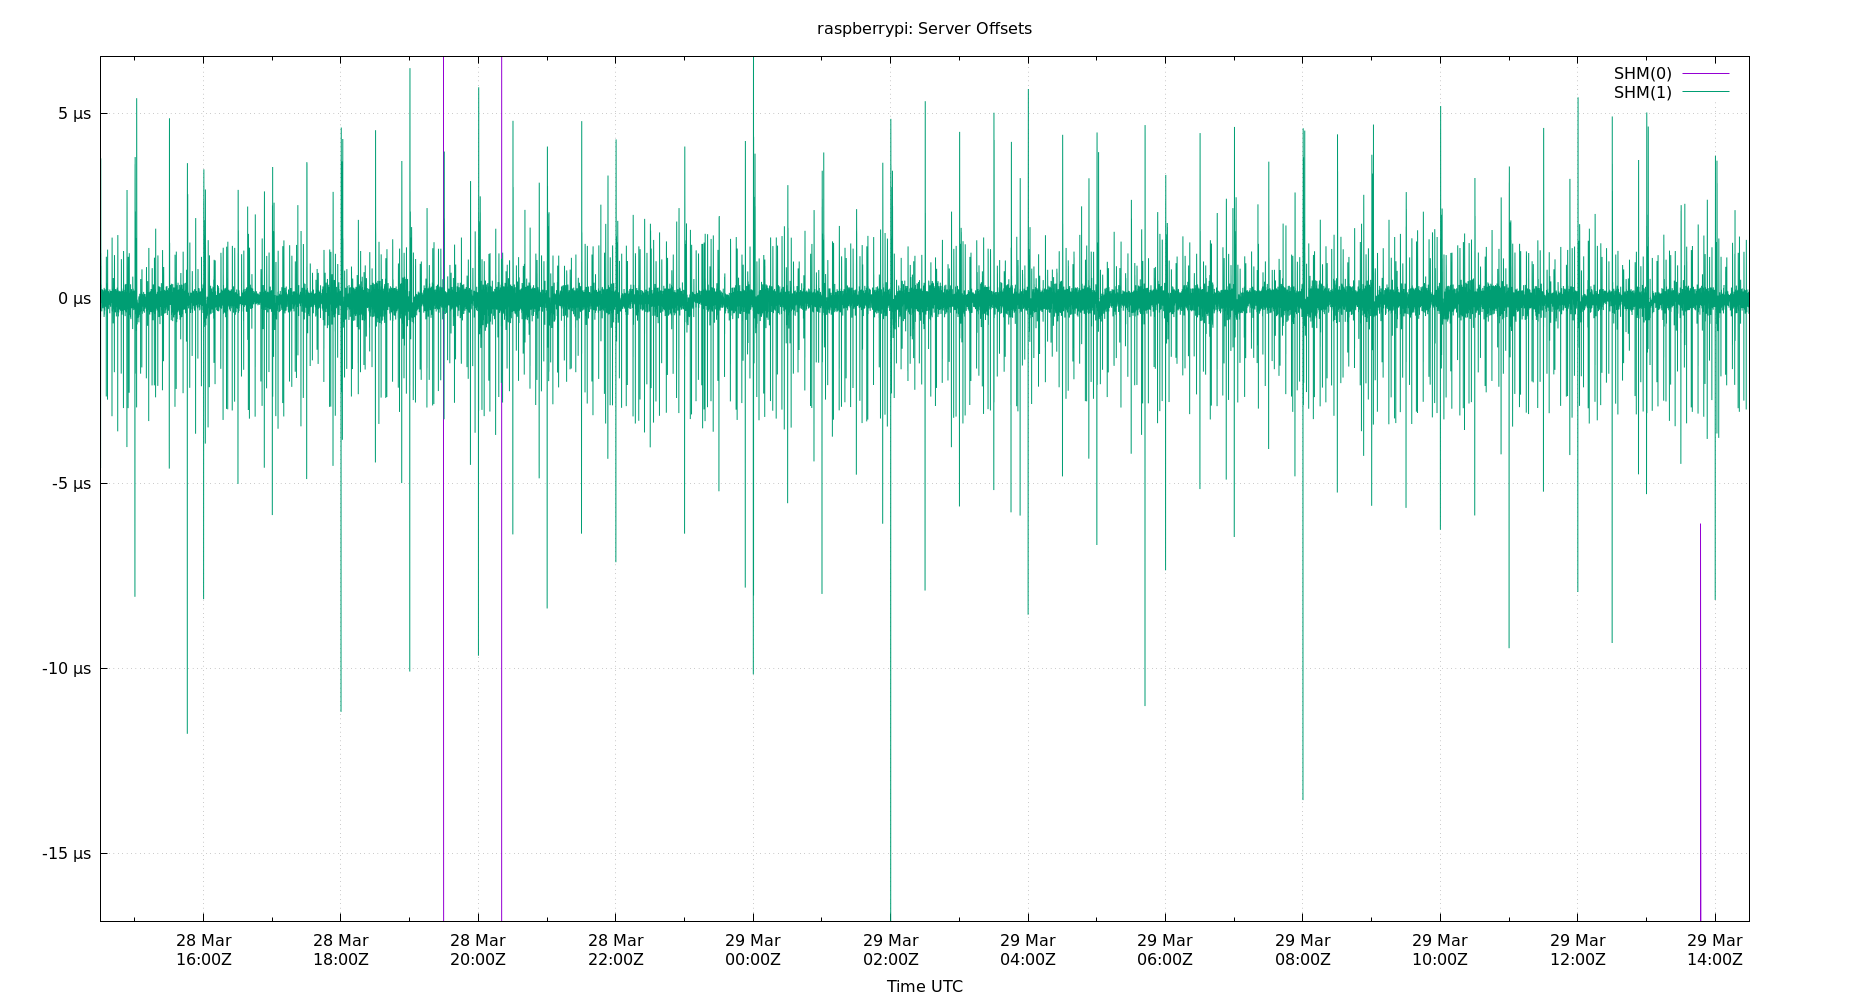 raspberrypi: Server Offsets
SHM(0)
SHM(1)
5 µs
0 µs
-5 µs
-10 µs
-15 µs
28 Mar 28 Mar 28 Mar 28 Mar 29 Mar 29 Mar 29 Mar 29 Mar 29 Mar 29 Mar 29 Mar 29 Mar
16:00Z 18:00Z 20:00Z 22:00Z 00:00Z 02:00Z 04:00Z 06:00Z 08:00Z 10:00Z 12:00Z 14:00Z
Time UTC